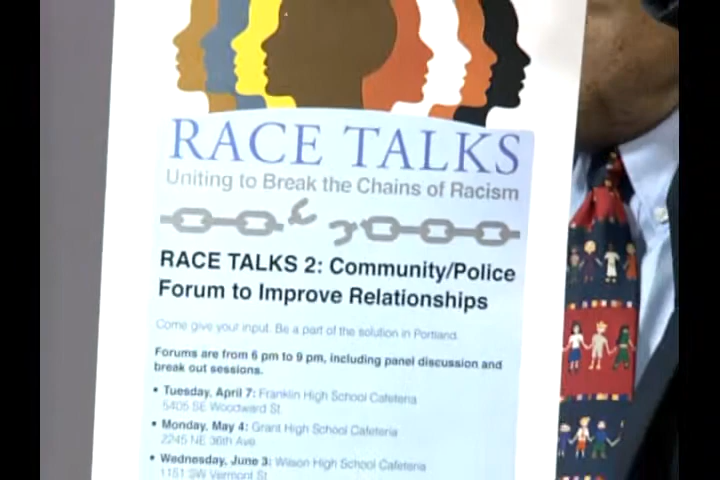 RACE TALKS
Uniting to Break the Chains of Racism
RACE TALKS 2: Community/Police
Forum to Improve Relationships
Come give your input. Be a part of the solution in Portland.
Forums are from 6 pm to 9 pm, including panel discussion and
break out sessions.
• Tuesday, April 7: Franklin High School Cafeteria
5405 SE Woodward St
• Monday, May 4: Grant High School Cafeteria
2245 NE 36th Ave
• Wednesday, June 3: Wilson High School Cafeteria
1151 SW Vermont St